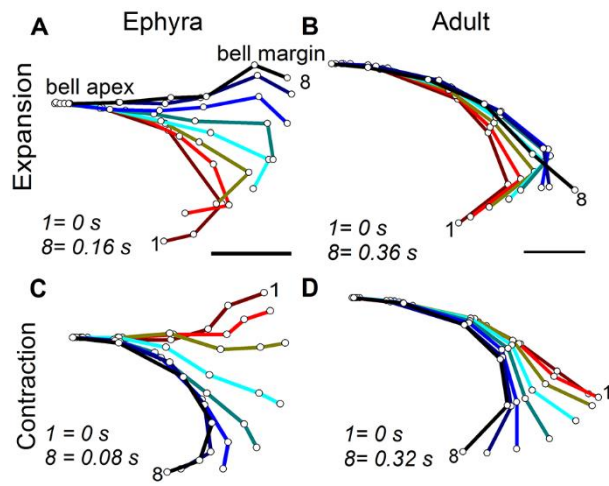 Ephyra
Adult
A
bell margin
B
bell apex
8
Expansion
8
1= 0 s
8= 0.16 s
1
1= 0 s
8= 0.36 s
1
C
1
D
Contraction
1
1 = 0 s
8 = 0.08 s
8
1= 0 s
8= 0.32 s
8